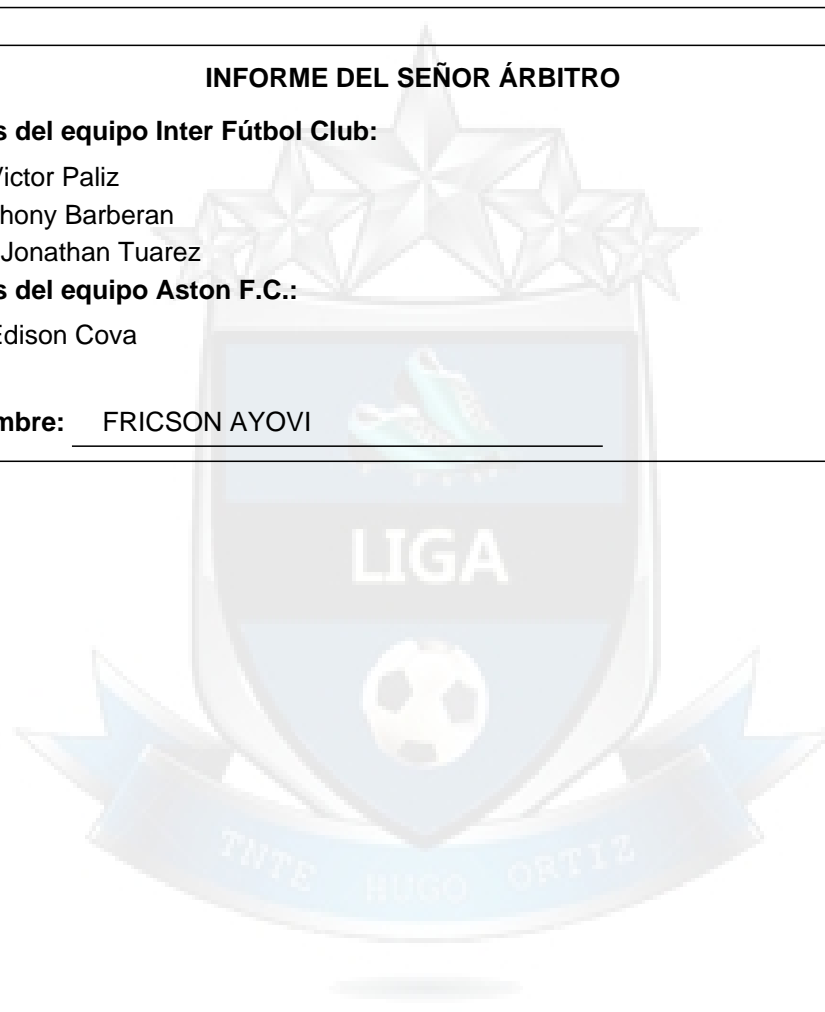 INFORME DEL SEÑOR ÁRBITRO
s del equipo Inter Fútbol Club:
Victor Paliz
hony Barberan
Jonathan Tuarez
s del equipo Aston F.C.:
Edison Cova
mbre: FRICSON AYOVI
LIGA
TNTE HUGO ORTIZ